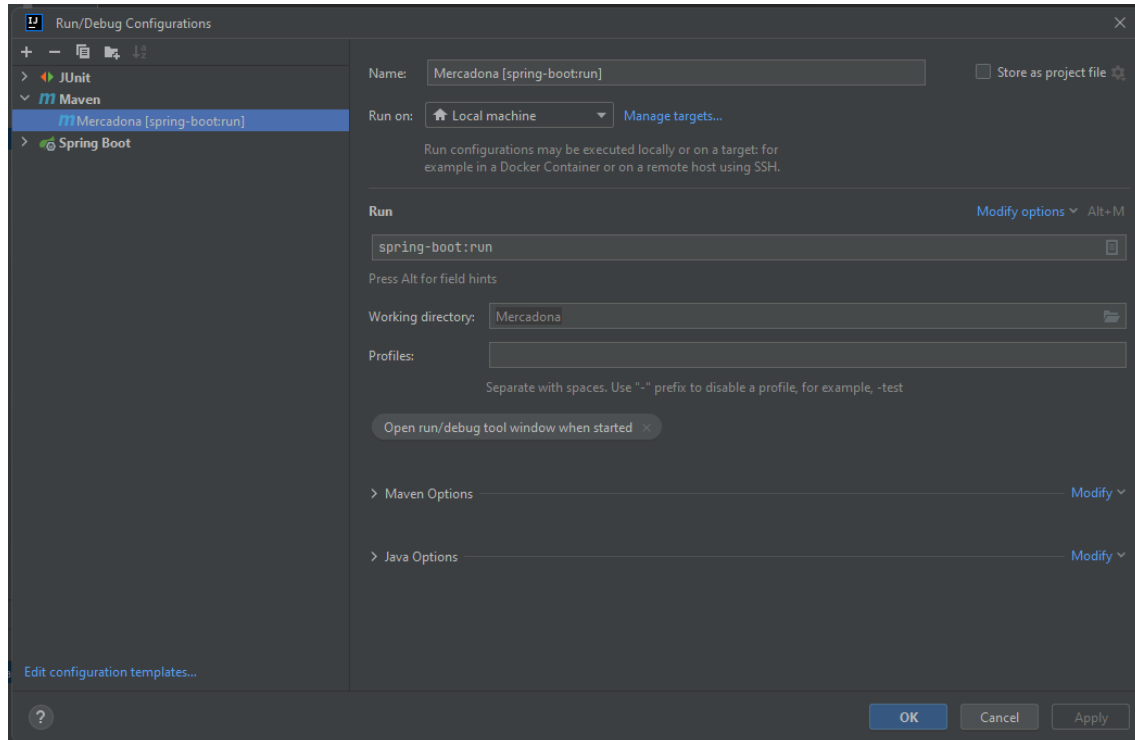 Run/Debug Configurations
JUnit
Maven
Mercadona [spring-boot:run]
Spring Boot
Edit configuration templates...
Name: Mercadona [spring-boot:run] Store as project file
Run on: Local machine Manage targets...
Run configurations may be executed locally or on a target: for
example in a Docker Container or on a remote host using SSH.
Run Modify options Alt+M
spring-boot:run
Press Alt for field hints
Working directory: Mercadona
Profiles:
Separate with spaces. Use "-" prefix to disable a profile, for example, -test
Open run/debug tool window when started
Maven Options Modify
Java Options Modify
? OK Cancel Apply